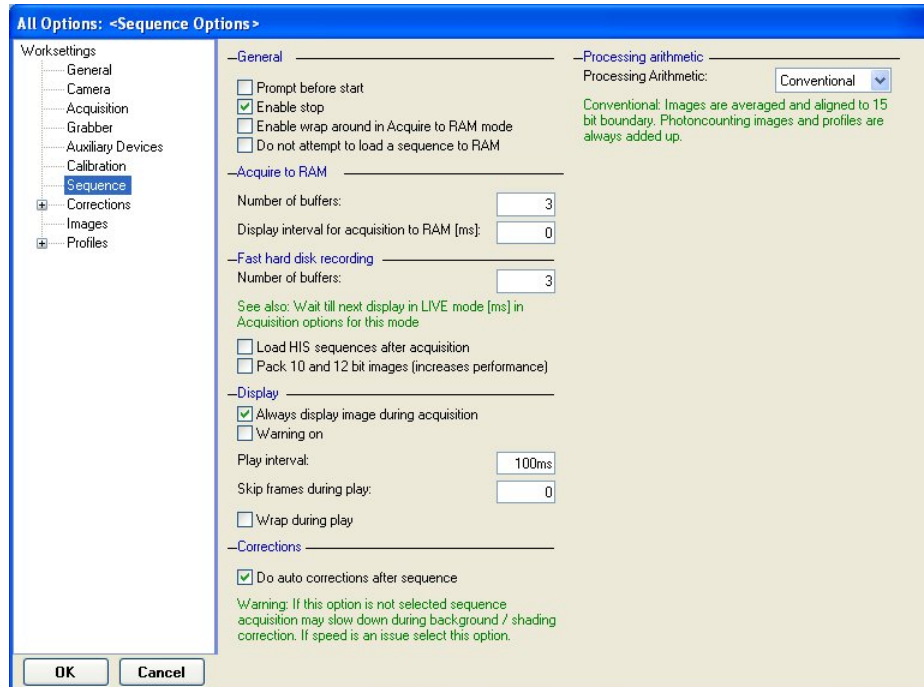 All Options: <Sequence Options>
Worksettings
General
Camera
Acquisition
Grabber
Auxiliary Devices
Calibration
Sequence
Corrections
Images
Profiles
OK
Cancel
General
Prompt before start
Enable stop
Enable wrap around in Acquire to RAM mode
Do not attempt to load a sequence to RAM
Acquire to RAM
Number of buffers: 3
Display interval for acquisition to RAM [ms]: 0
Fast hard disk recording
Number of buffers: 3
See also: Wait till next display in LIVE mode [ms] in
Acquisition options for this mode
Load HIS sequences after acquisition
Pack 10 and 12 bit images (increases performance)
Display
Always display image during acquisition
Warning on
Play interval: 100ms
Skip frames during play: 0
Wrap during play
Corrections
Do auto corrections after sequence
Warning: If this option is not selected sequence
acquisition may slow down during background / shading
correction. If speed is an issue select this option.
Processing arithmetic
Processing Arithmetic: Conventional
Conventional: Images are averaged and aligned to 15
bit boundary. Photoncounting images and profiles are
always added up.